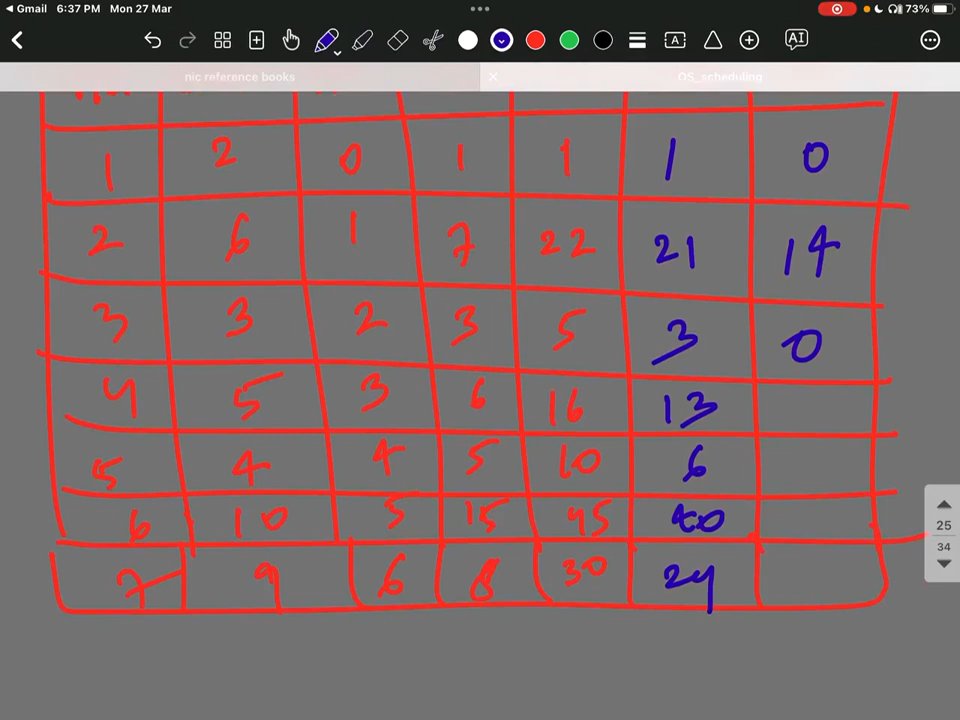 Gmail 6:37 PM Mon 27 Mar 73%
A AI
nic reference books OS_scheduling
1 2 0 1 1 1 0
2 6 1 7 22 21 14
3 3 2 3 5 3 0
4 5 3 6 16 13
5 4 4 5 10 6
6 10 5 15 45 40
7 9 6 8 30 24
25
34